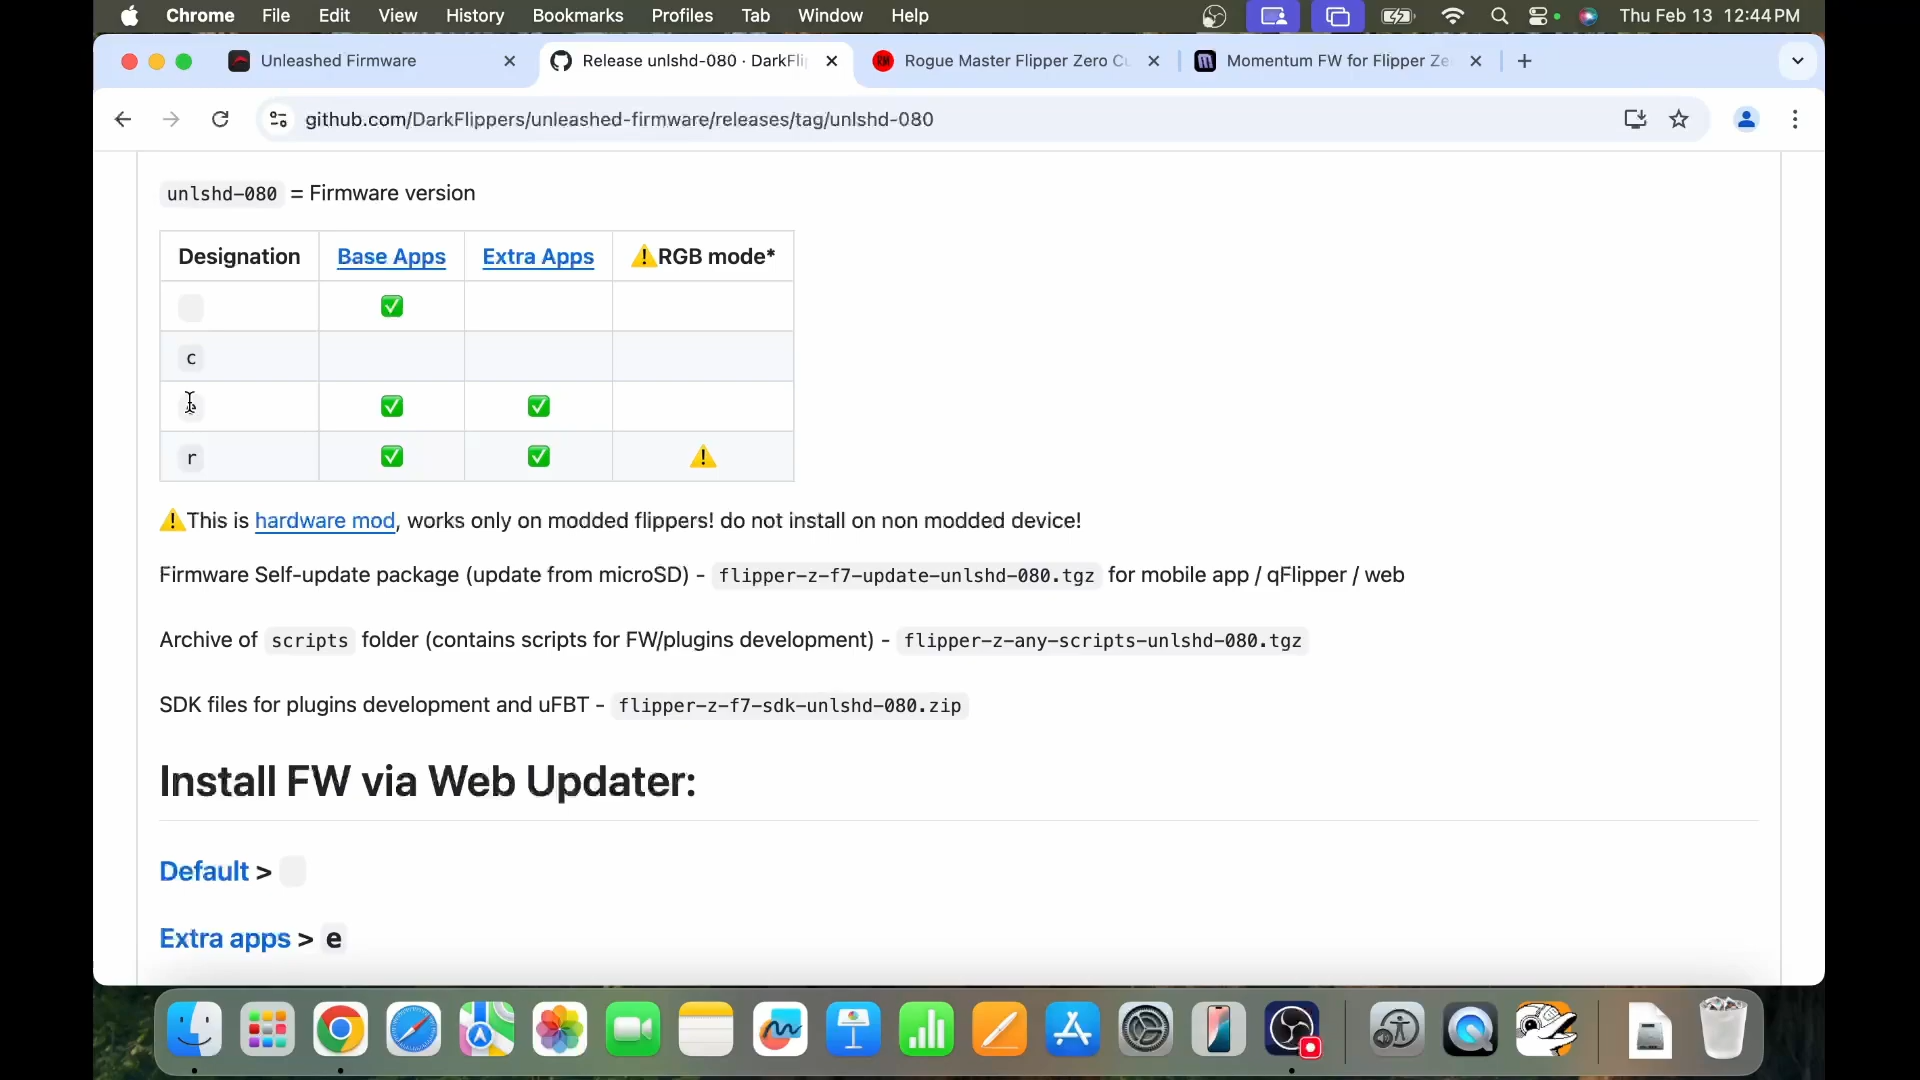 Chrome File Edit View History Bookmarks Profiles Tab Window Help Thu Feb 13 12:44 PM
Unleashed Firmware Release unlshd-080 · DarkFli Rogue Master Flipper Zero Cu Momentum FW for Flipper Ze
github.com/DarkFlippers/unleashed-firmware/releases/tag/unlshd-080
unlshd-080 = Firmware version
Designation Base Apps Extra Apps ⚠️RGB mode*
✅
c
✅ ✅
r ✅ ✅ ⚠️
⚠️This is hardware mod, works only on modded flippers! do not install on non modded device!
Firmware Self-update package (update from microSD) - flipper-z-f7-update-unlshd-080.tgz for mobile app / qFlipper / web
Archive of scripts folder (contains scripts for FW/plugins development) - flipper-z-any-scripts-unlshd-080.tgz
SDK files for plugins development and uFBT - flipper-z-f7-sdk-unlshd-080.zip
Install FW via Web Updater:
Default >
Extra apps > e